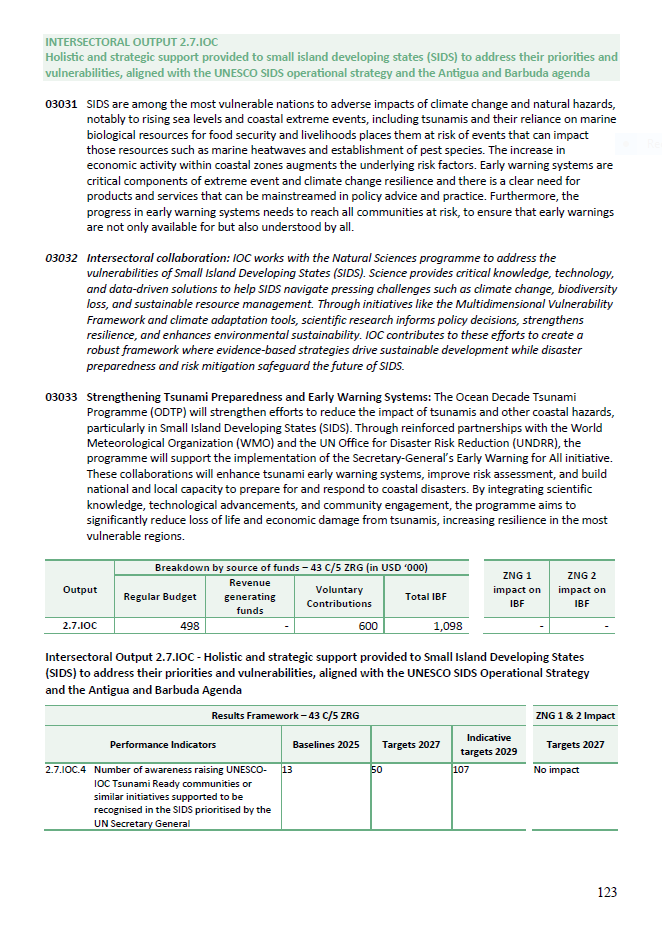 INTERSECTORAL OUTPUT 2.7.IOC
Holistic and strategic support provided to small island developing states (SIDS) to address their priorities and
vulnerabilities, aligned with the UNESCO SIDS operational strategy and the Antigua and Barbuda agenda
03031 SIDS are among the most vulnerable nations to adverse impacts of climate change and natural hazards,
notably to rising sea levels and coastal extreme events, including tsunamis and their reliance on marine
biological resources for food security and livelihoods places them at risk of events that can impact
those resources such as marine heatwaves and establishment of pest species. The increase in
economic activity within coastal zones augments the underlying risk factors. Early warning systems are
critical components of extreme event and climate change resilience and there is a clear need for
products and services that can be mainstreamed in policy advice and practice. Furthermore, the
progress in early warning systems needs to reach all communities at risk, to ensure that early warnings
are not only available for but also understood by all.
03032 Intersectoral collaboration: IOC works with the Natural Sciences programme to address the
vulnerabilities of Small Island Developing States (SIDS). Science provides critical knowledge, technology,
and data-driven solutions to help SIDS navigate pressing challenges such as climate change, biodiversity
loss, and sustainable resource management. Through initiatives like the Multidimensional Vulnerability
Framework and climate adaptation tools, scientific research informs policy decisions, strengthens
resilience, and enhances environmental sustainability. IOC contributes to these efforts to create a
robust framework where evidence-based strategies drive sustainable development while disaster
preparedness and risk mitigation safeguard the future of SIDS.
03033 Strengthening Tsunami Preparedness and Early Warning Systems: The Ocean Decade Tsunami
Programme (ODTP) will strengthen efforts to reduce the impact of tsunamis and other coastal hazards,
particularly in Small Island Developing States (SIDS). Through reinforced partnerships with the World
Meteorological Organization (WMO) and the UN Office for Disaster Risk Reduction (UNDRR), the
programme will support the implementation of the Secretary-General's Early Warning for All initiative.
These collaborations will enhance tsunami early warning systems, improve risk assessment, and build
national and local capacity to prepare for and respond to coastal disasters. By integrating scientific
knowledge, technological advancements, and community engagement, the programme aims to
significantly reduce loss of life and economic damage from tsunamis, increasing resilience in the most
vulnerable regions.
Output
Breakdown by source of funds – 43 C/5 ZRG (in USD '000)
Regular Budget
Revenue
generating
funds
Voluntary
Contributions
Total IBF
ZNG 1
impact on
IBF
ZNG 2
impact on
IBF
2.7.IOC 498 - 600 1,098 - -
Intersectoral Output 2.7.IOC - Holistic and strategic support provided to Small Island Developing States
(SIDS) to address their priorities and vulnerabilities, aligned with the UNESCO SIDS Operational Strategy
and the Antigua and Barbuda Agenda
Results Framework – 43 C/5 ZRG
ZNG 1 & 2 Impact
Performance Indicators
Baselines 2025
Targets 2027
Indicative
targets 2029
Targets 2027
2.7.IOC.4 Number of awareness raising UNESCO-
IOC Tsunami Ready communities or
similar initiatives supported to be
recognised in the SIDS prioritised by the
UN Secretary General
13
50
107
No impact
123